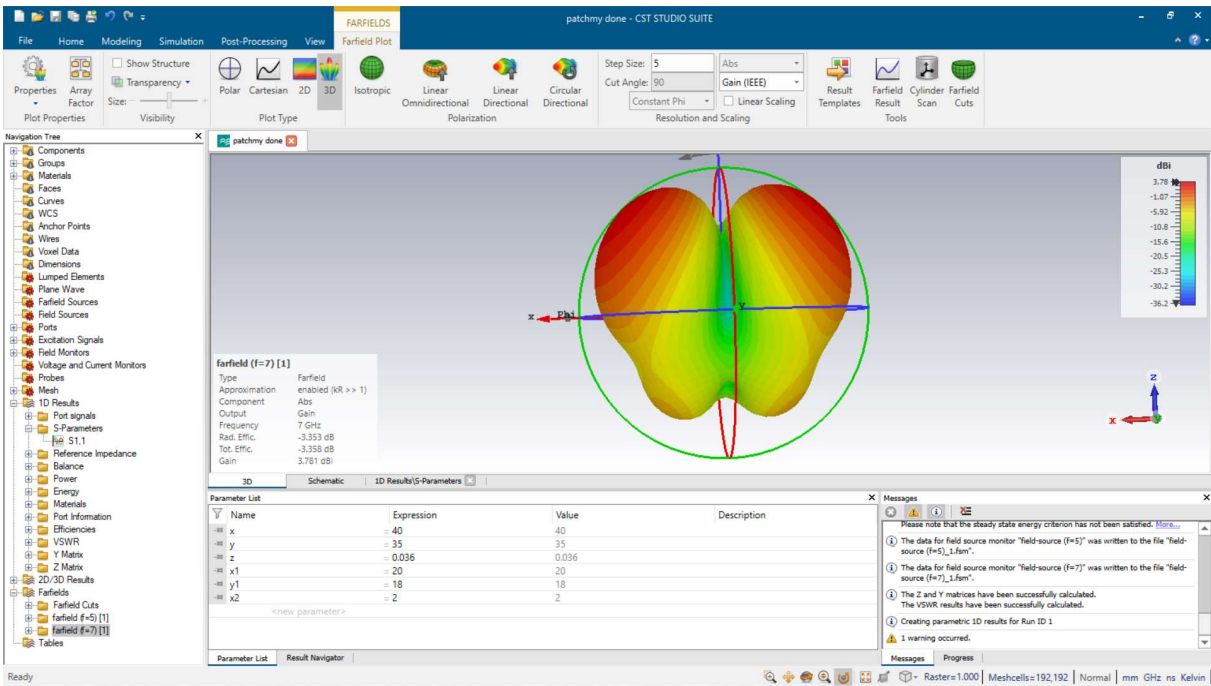 patchmy done - CST STUDIO SUITE
FARFIELDS
File Home Modeling Simulation Post-Processing View Farfield Plot
Properties
Array Factor
Show Structure
Transparency
Size:
Polar Cartesian 2D 3D
Isotropic
Linear Omnidirectional
Linear Directional
Circular Directional
Step Size: 5 Abs
Cut Angle: 90 Gain (IEEE)
Constant Phi Linear Scaling
Result Templates
Farfield Result
Cylinder Scan
Farfield Cuts
Plot Properties Visibility Plot Type Polarization Resolution and Scaling Tools
Navigation Tree
Components
Groups
Materials
Faces
Curves
WCS
Anchor Points
Wires
Voxel Data
Dimensions
Lumped Elements
Plane Wave
Farfield Sources
Field Sources
Ports
Excitation Signals
Field Monitors
Voltage and Current Monitors
Probes
Mesh
1D Results
Port signals
S-Parameters
S1,1
Reference Impedance
Balance
Power
Energy
Materials
Port Information
Efficiencies
VSWR
Y Matrix
Z Matrix
2D/3D Results
Farfields
Farfield Cuts
farfield (f=5) [1]
farfield (f=7) [1]
Tables
patchmy done
x Phi
Y
dBi
3.78
-1.07
-5.92
-10.8
-15.6
-20.5
-25.3
-30.2
-36.2
z
x
y
farfield (f=7) [1]
Type Farfield
Approximation enabled (kR >> 1)
Component Abs
Output Gain
Frequency 7 GHz
Rad. Effic. -3.353 dB
Tot. Effic. -3.358 dB
Gain 3.781 dBi
3D Schematic 1D Results\S-Parameters
Parameter List
Name Expression Value Description
x = 40 40
y = 35 35
z = 0.036 0.036
x1 = 20 20
y1 = 18 18
x2 = 2 2
<new parameter>
Parameter List Result Navigator
Messages
Please note that the steady state energy criterion has not been satisfied. More...
The data for field source monitor "field-source (f=5)" was written to the file "field-
source (f=5)_1.fsm".
The data for field source monitor "field-source (f=7)" was written to the file "field-
source (f=7)_1.fsm".
The Z and Y matrices have been successfully calculated.
The VSWR results have been successfully calculated.
Creating parametric 1D results for Run ID 1
1 warning occurred.
Messages Progress
Ready
Raster=1.000 Meshcells=192,192 Normal mm GHz ns Kelvin